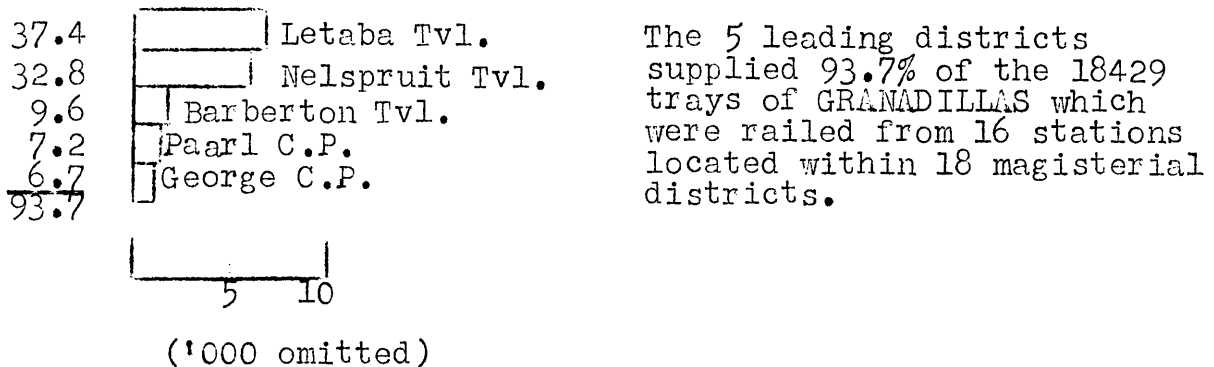 37.4 Letaba Tvl.
32.8 Nelspruit Tvl.
9.6 Barberton Tvl.
7.2 Paarl C.P.
6.7 George C.P.
93.7
5 10
('000 omitted)
The 5 leading districts
supplied 93.7% of the 18429
trays of GRANADILLAS which
were railed from 16 stations
located within 18 magisterial
districts.